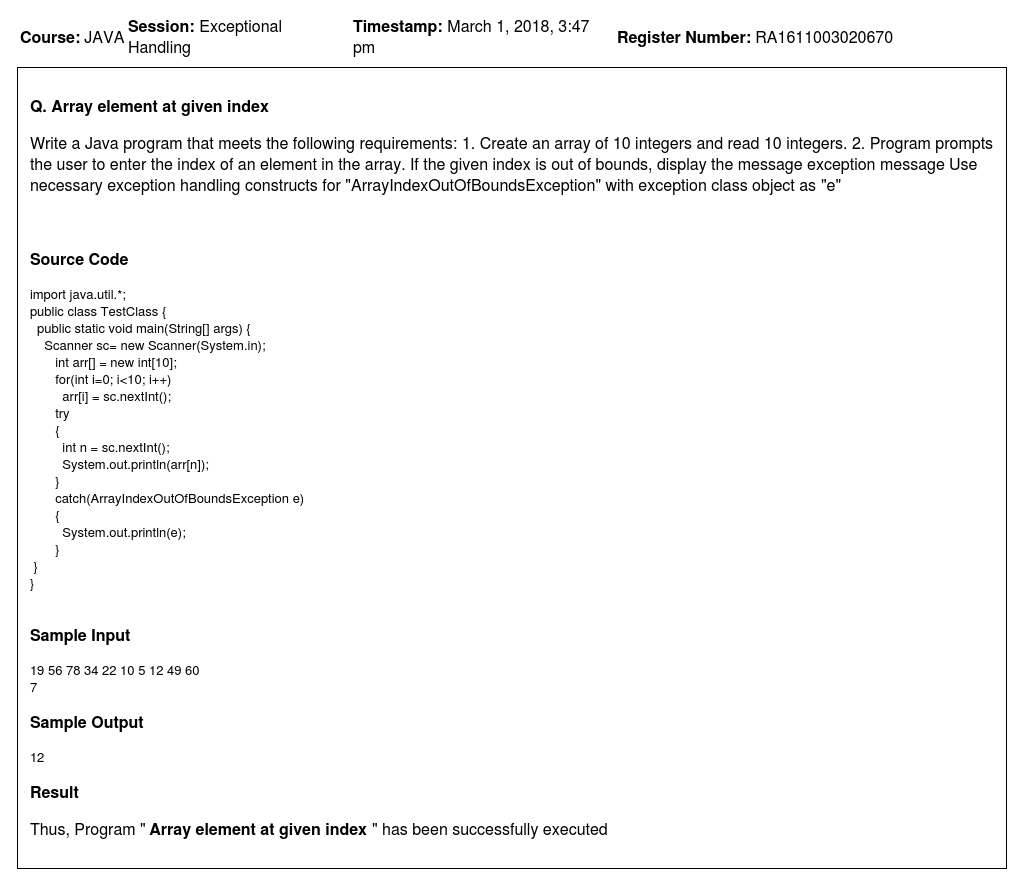 Course: JAVA Session: Exceptional Handling Timestamp: March 1, 2018, 3:47 pm Register Number: RA1611003020670
Q. Array element at given index
Write a Java program that meets the following requirements: 1. Create an array of 10 integers and read 10 integers. 2. Program prompts
the user to enter the index of an element in the array. If the given index is out of bounds, display the message exception message Use
necessary exception handling constructs for "ArrayIndexOutOfBoundsException" with exception class object as "e"
Source Code
import java.util.*;
public class TestClass {
  public static void main(String[] args) {
    Scanner sc= new Scanner(System.in);
       int arr[] = new int[10];
       for(int i=0; i<10; i++)
         arr[i] = sc.nextInt();
       try
       {
         int n = sc.nextInt();
         System.out.println(arr[n]);
       }
       catch(ArrayIndexOutOfBoundsException e)
       {
         System.out.println(e);
       }
 }
}
Sample Input
19 56 78 34 22 10 5 12 49 60
7
Sample Output
12
Result
Thus, Program " Array element at given index " has been successfully executed